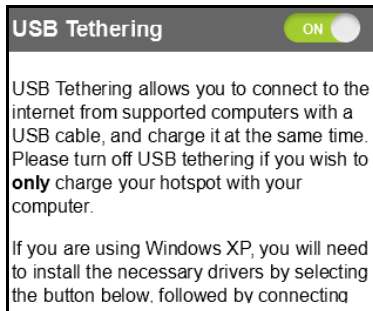 USB Tethering ON
USB Tethering allows you to connect to the
internet from supported computers with a
USB cable, and charge it at the same time.
Please turn off USB tethering if you wish to
only charge your hotspot with your
computer.
If you are using Windows XP, you will need
to install the necessary drivers by selecting
the button below, followed by connecting